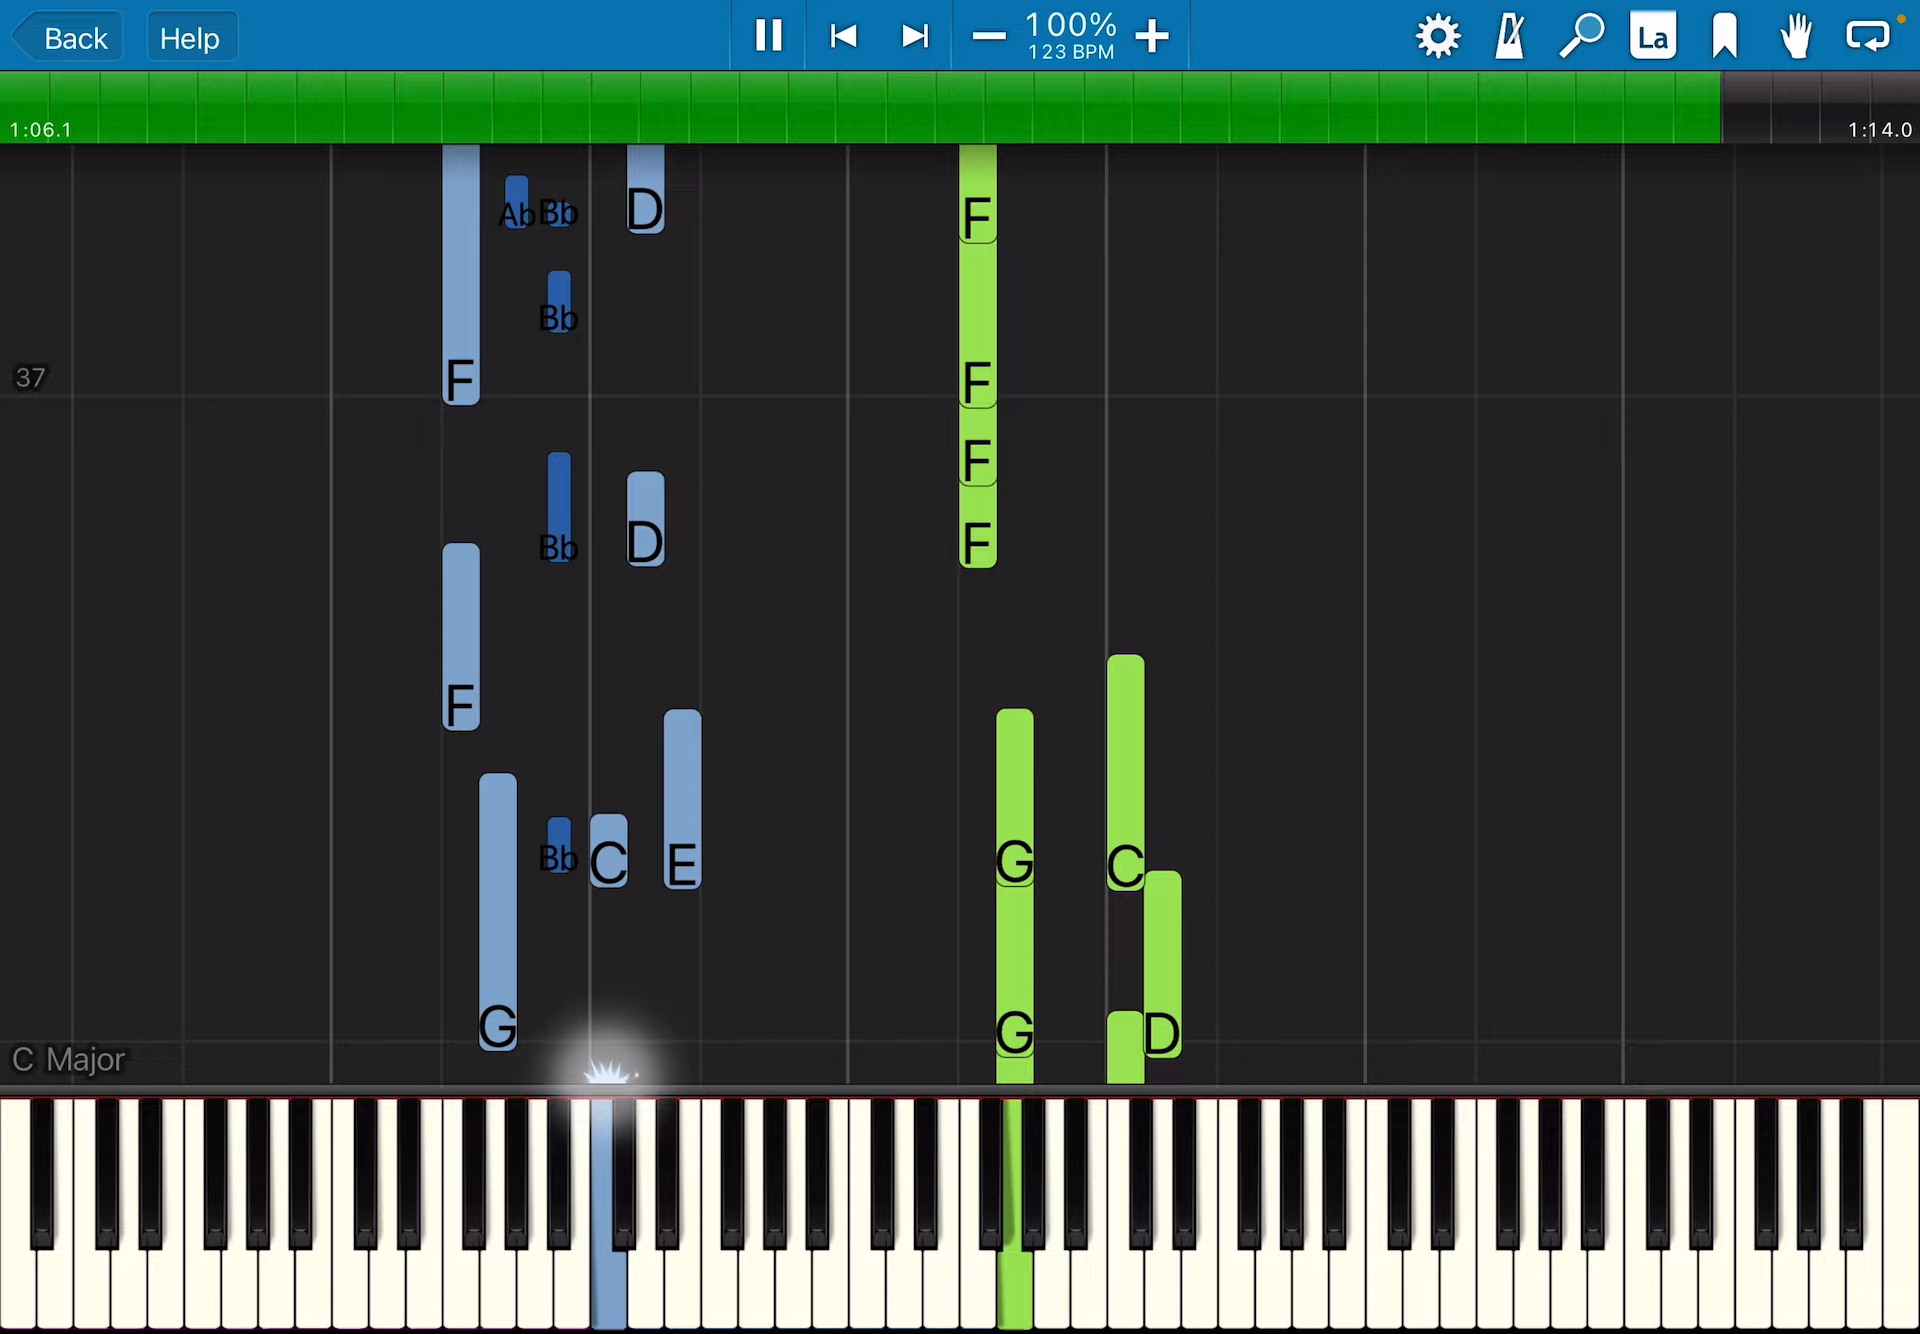 Back
Help
100%
123 BPM
La
1:06.1
1:14.0
Ab Bb D F
Bb
37
F F
F
Bb D F
F
Bb C E G C
G G D
C Major